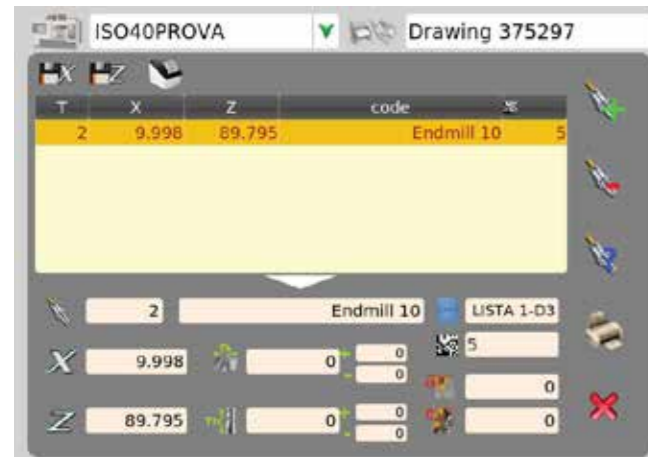 ISO40PROVA Drawing 375297
X Z
T X Z code
2 9.998 89.795 Endmill 10 5
2 Endmill 10 LISTA 1-D3
5
X 9.998 0 + 0
- 0
0
Z 89.795 0 + 0
- 0
0